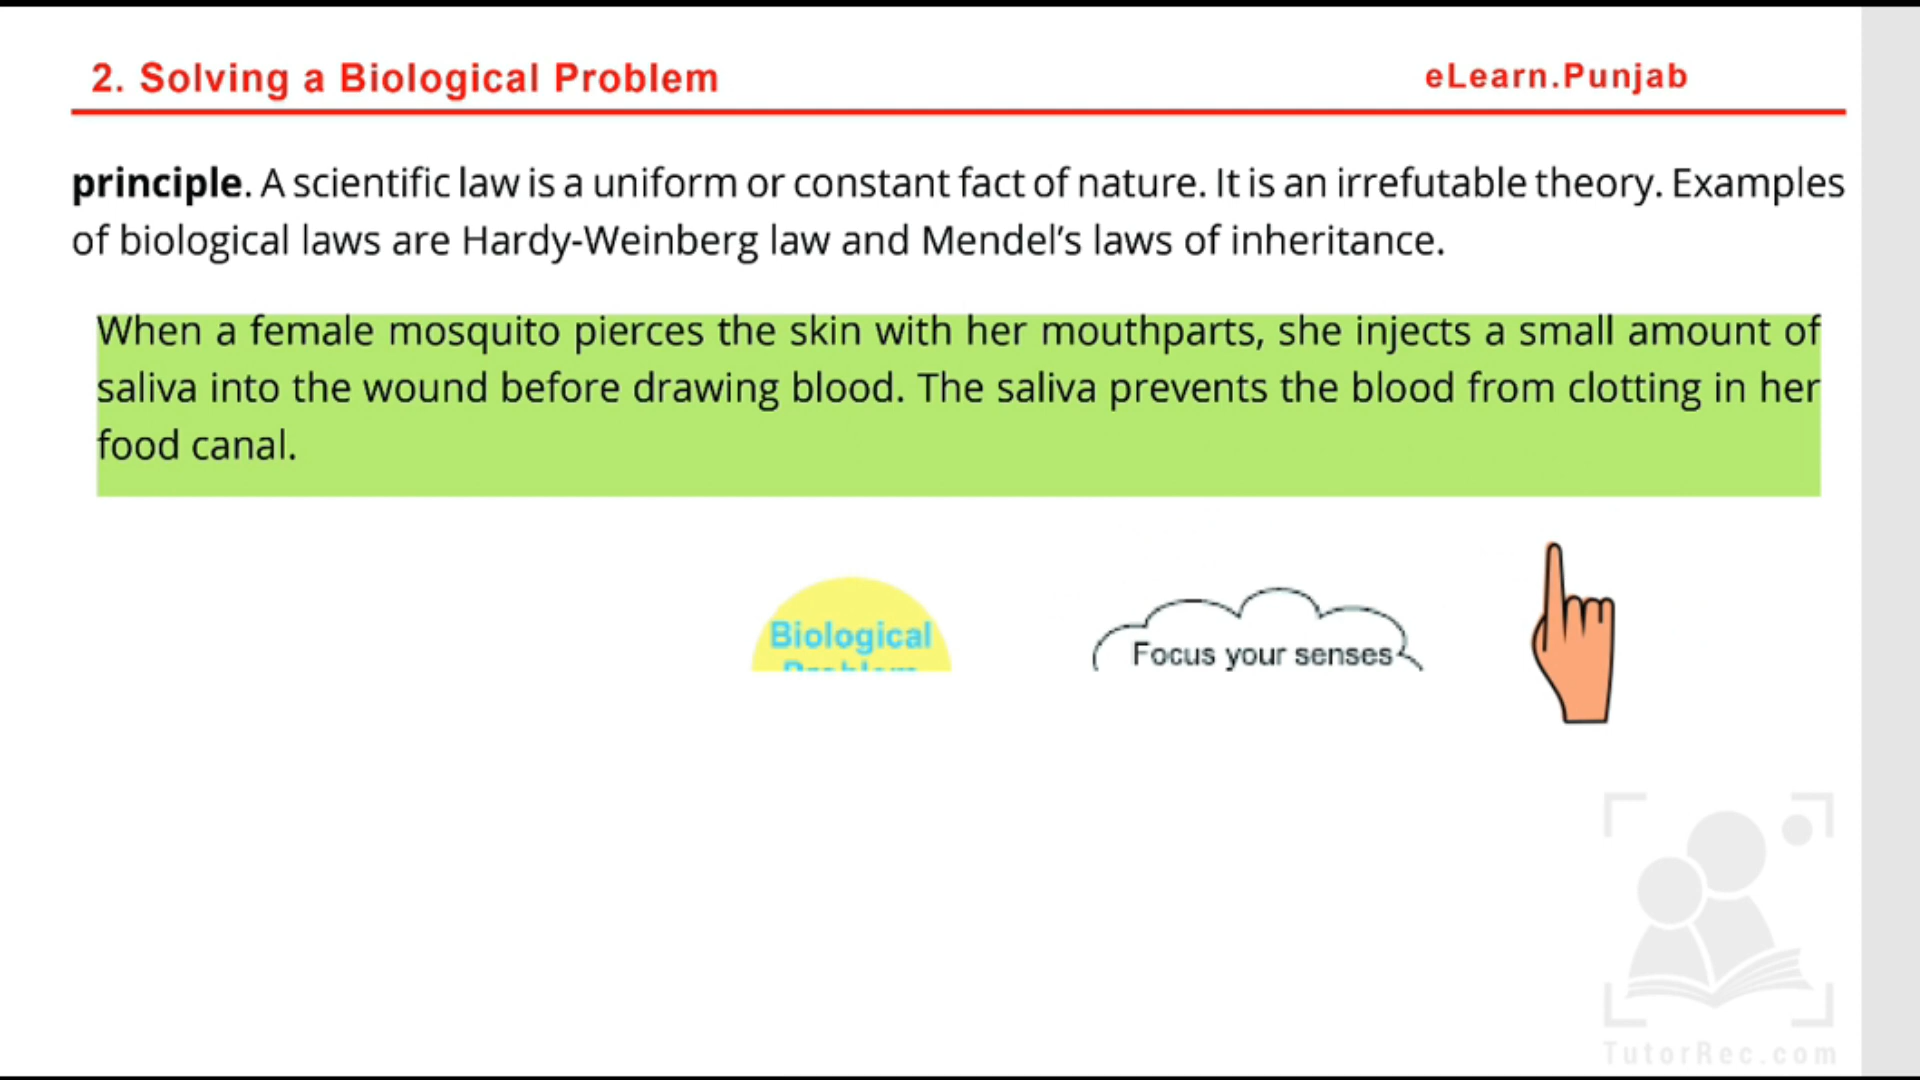 2. Solving a Biological Problem
eLearn.Punjab
principle. A scientific law is a uniform or constant fact of nature. It is an irrefutable theory. Examples
of biological laws are Hardy-Weinberg law and Mendel’s laws of inheritance.
When a female mosquito pierces the skin with her mouthparts, she injects a small amount of
saliva into the wound before drawing blood. The saliva prevents the blood from clotting in her
food canal.
Biological
Problem
Focus your senses
TutorRec.com